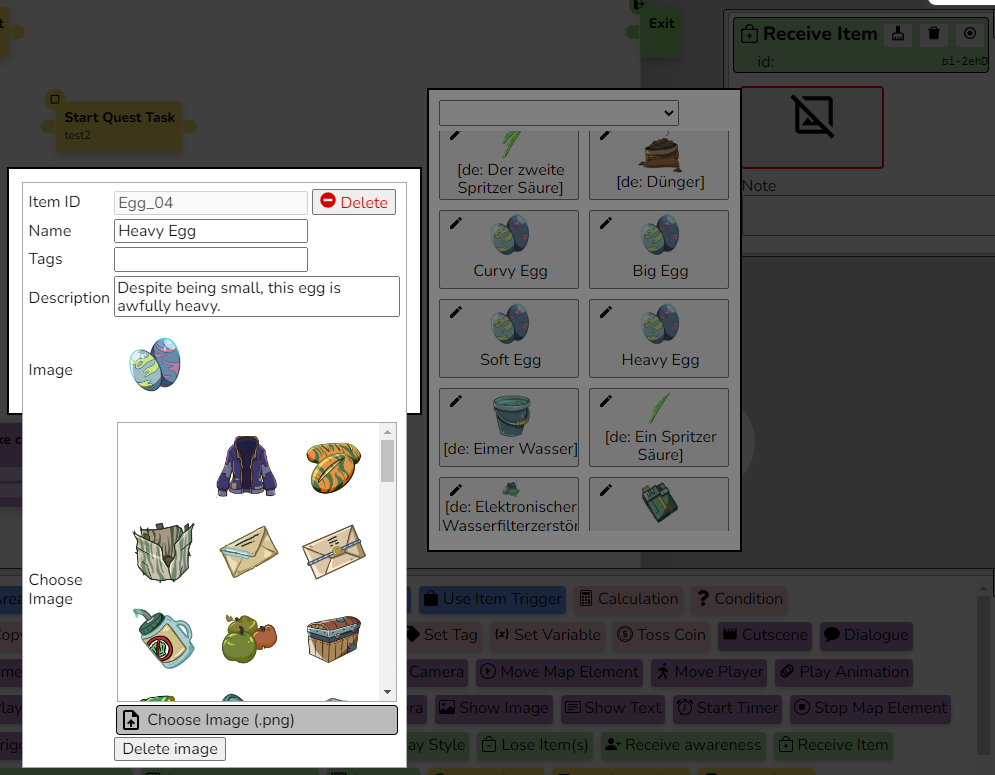 Exit
Receive Item
id:
bi-2ehD
Start Quest Task
test2
Note
Item ID
Egg_04
Delete
Name
Heavy Egg
Tags
Description
Despite being small, this egg is
awfully heavy.
Image
Choose
Image
Choose Image (.png)
Delete image
[de: Der zweite
Spritzer Säure]
[de: Dünger]
Curvy Egg
Big Egg
Soft Egg
Heavy Egg
[de: Eimer Wasser]
[de: Ein Spritzer
Säure]
[de: Elektronischer
Wasserfilterzerstör
Use Item Trigger
Calculation
Condition
Set Tag
Set Variable
Toss Coin
Cutscene
Dialogue
Camera
Move Map Element
Move Player
Play Animation
Show Image
Show Text
Start Timer
Stop Map Element
ay Style
Lose Item(s)
Receive awareness
Receive Item